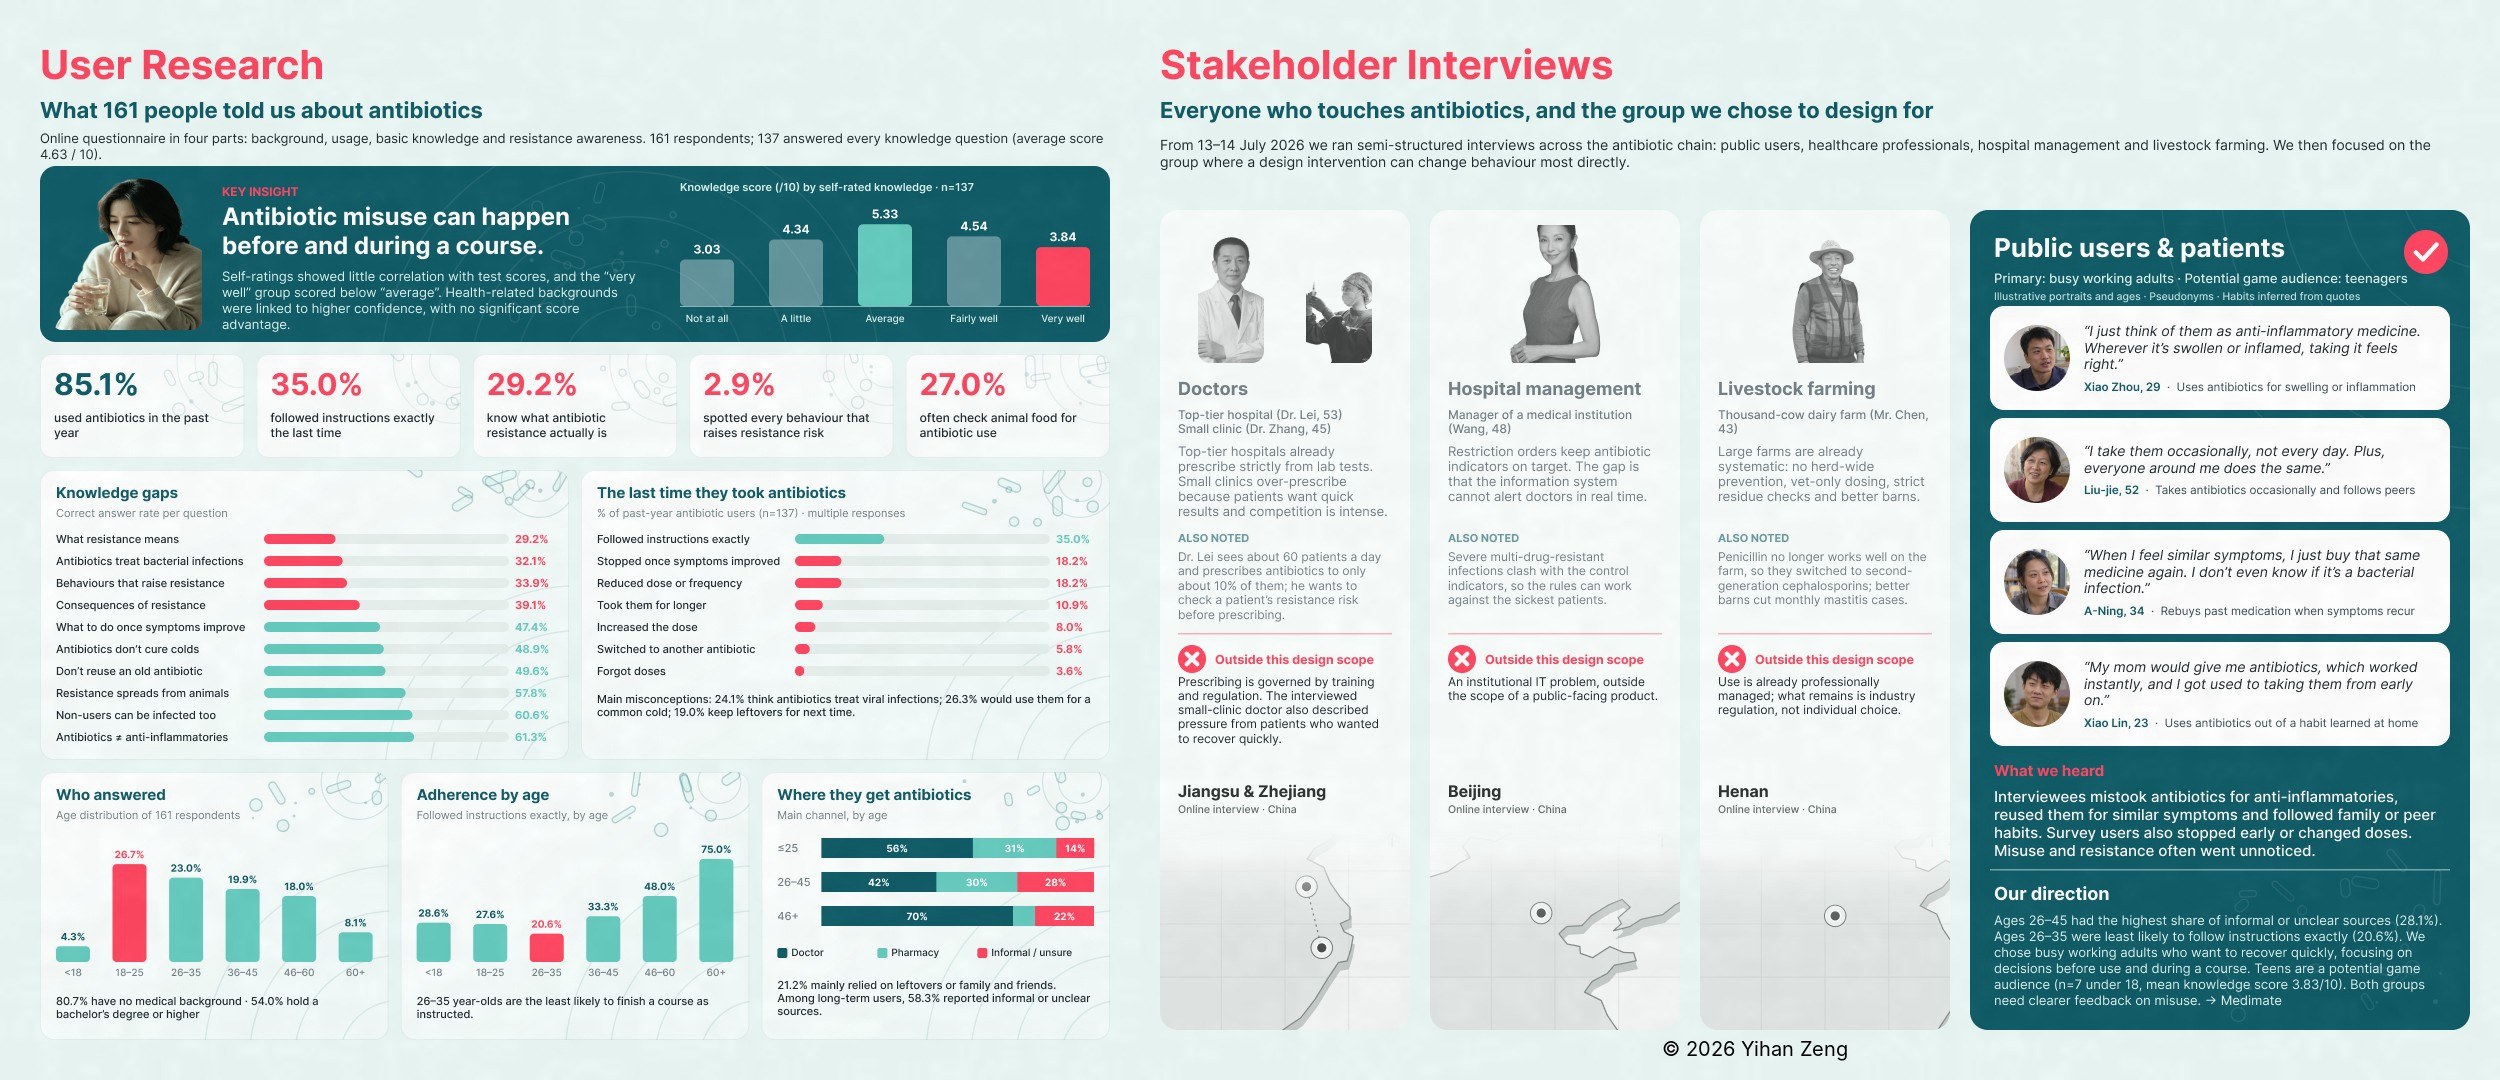 User Research
What 161 people told us about antibiotics
Online questionnaire in four parts: background, usage, basic knowledge and resistance awareness. 161 respondents; 137 answered every knowledge question (average score
4.63 / 10).
KEY INSIGHT
Antibiotic misuse can happen
before and during a course.
Self-ratings showed little correlation with test scores, and the “very
well” group scored below “average”. Health-related backgrounds
were linked to higher confidence, with no significant score
advantage.
Knowledge score (/10) by self-rated knowledge · n=137
3.03
4.34
5.33
4.54
3.84
Not at all
A little
Average
Fairly well
Very well
85.1%
used antibiotics in the past
year
35.0%
followed instructions exactly
the last time
29.2%
know what antibiotic
resistance actually is
2.9%
spotted every behaviour that
raises resistance risk
27.0%
often check animal food for
antibiotic use
Knowledge gaps
Correct answer rate per question
What resistance means 29.2%
Antibiotics treat bacterial infections 32.1%
Behaviours that raise resistance 33.9%
Consequences of resistance 39.1%
What to do once symptoms improve 47.4%
Antibiotics don’t cure colds 48.9%
Don’t reuse an old antibiotic 49.6%
Resistance spreads from animals 57.8%
Non-users can be infected too 60.6%
Antibiotics ≠ anti-inflammatories 61.3%
The last time they took antibiotics
% of past-year antibiotic users (n=137) · multiple responses
Followed instructions exactly 35.0%
Stopped once symptoms improved 18.2%
Reduced dose or frequency 18.2%
Took them for longer 10.9%
Increased the dose 8.0%
Switched to another antibiotic 5.8%
Forgot doses 3.6%
Main misconceptions: 24.1% think antibiotics treat viral infections; 26.3% would use them for a
common cold; 19.0% keep leftovers for next time.
Who answered
Age distribution of 161 respondents
4.3%
26.7%
23.0%
19.9%
18.0%
8.1%
<18
18–25
26–35
36–45
46–60
60+
80.7% have no medical background · 54.0% hold a
bachelor’s degree or higher
Adherence by age
Followed instructions exactly, by age
28.6%
27.6%
20.6%
33.3%
48.0%
75.0%
<18
18–25
26–35
36–45
46–60
60+
26–35 year-olds are the least likely to finish a course as
instructed.
Where they get antibiotics
Main channel, by age
≤25 56% 31% 14%
26–45 42% 30% 28%
46+ 70% 22%
Doctor Pharmacy Informal / unsure
21.2% mainly relied on leftovers or family and friends.
Among long-term users, 58.3% reported informal or unclear
sources.
Stakeholder Interviews
Everyone who touches antibiotics, and the group we chose to design for
From 13–14 July 2026 we ran semi-structured interviews across the antibiotic chain: public users, healthcare professionals, hospital management and livestock farming. We then focused on the
group where a design intervention can change behaviour most directly.
Doctors
Top-tier hospital (Dr. Lei, 53)
Small clinic (Dr. Zhang, 45)
Top-tier hospitals already
prescribe strictly from lab tests.
Small clinics over-prescribe
because patients want quick
results and competition is intense.
ALSO NOTED
Dr. Lei sees about 60 patients a day
and prescribes antibiotics to only
about 10% of them; he wants to
check a patient’s resistance risk
before prescribing.
Outside this design scope
Prescribing is governed by training
and regulation. The interviewed
small-clinic doctor also described
pressure from patients who wanted
to recover quickly.
Jiangsu & Zhejiang
Online interview · China
Hospital management
Manager of a medical institution
(Wang, 48)
Restriction orders keep antibiotic
indicators on target. The gap is
that the information system
cannot alert doctors in real time.
ALSO NOTED
Severe multi-drug-resistant
infections clash with the control
indicators, so the rules can work
against the sickest patients.
Outside this design scope
An institutional IT problem, outside
the scope of a public-facing product.
Beijing
Online interview · China
Livestock farming
Thousand-cow dairy farm (Mr. Chen,
43)
Large farms are already
systematic: no herd-wide
prevention, vet-only dosing, strict
residue checks and better barns.
ALSO NOTED
Penicillin no longer works well on the
farm, so they switched to second-
generation cephalosporins; better
barns cut monthly mastitis cases.
Outside this design scope
Use is already professionally
managed; what remains is industry
regulation, not individual choice.
Henan
Online interview · China
Public users & patients
Primary: busy working adults · Potential game audience: teenagers
Illustrative portraits and ages · Pseudonyms · Habits inferred from quotes
“I just think of them as anti-inflammatory medicine.
Wherever it’s swollen or inflamed, taking it feels
right.”
Xiao Zhou, 29 · Uses antibiotics for swelling or inflammation
“I take them occasionally, not every day. Plus,
everyone around me does the same.”
Liu-jie, 52 · Takes antibiotics occasionally and follows peers
“When I feel similar symptoms, I just buy that same
medicine again. I don’t even know if it’s a bacterial
infection.”
A-Ning, 34 · Rebuys past medication when symptoms recur
“My mom would give me antibiotics, which worked
instantly, and I got used to taking them from early
on.”
Xiao Lin, 23 · Uses antibiotics out of a habit learned at home
What we heard
Interviewees mistook antibiotics for anti-inflammatories,
reused them for similar symptoms and followed family or peer
habits. Survey users also stopped early or changed doses.
Misuse and resistance often went unnoticed.
Our direction
Ages 26–45 had the highest share of informal or unclear sources (28.1%).
Ages 26–35 were least likely to follow instructions exactly (20.6%). We
chose busy working adults who want to recover quickly, focusing on
decisions before use and during a course. Teens are a potential game
audience (n=7 under 18, mean knowledge score 3.83/10). Both groups
need clearer feedback on misuse. → Medimate
© 2026 Yihan Zeng